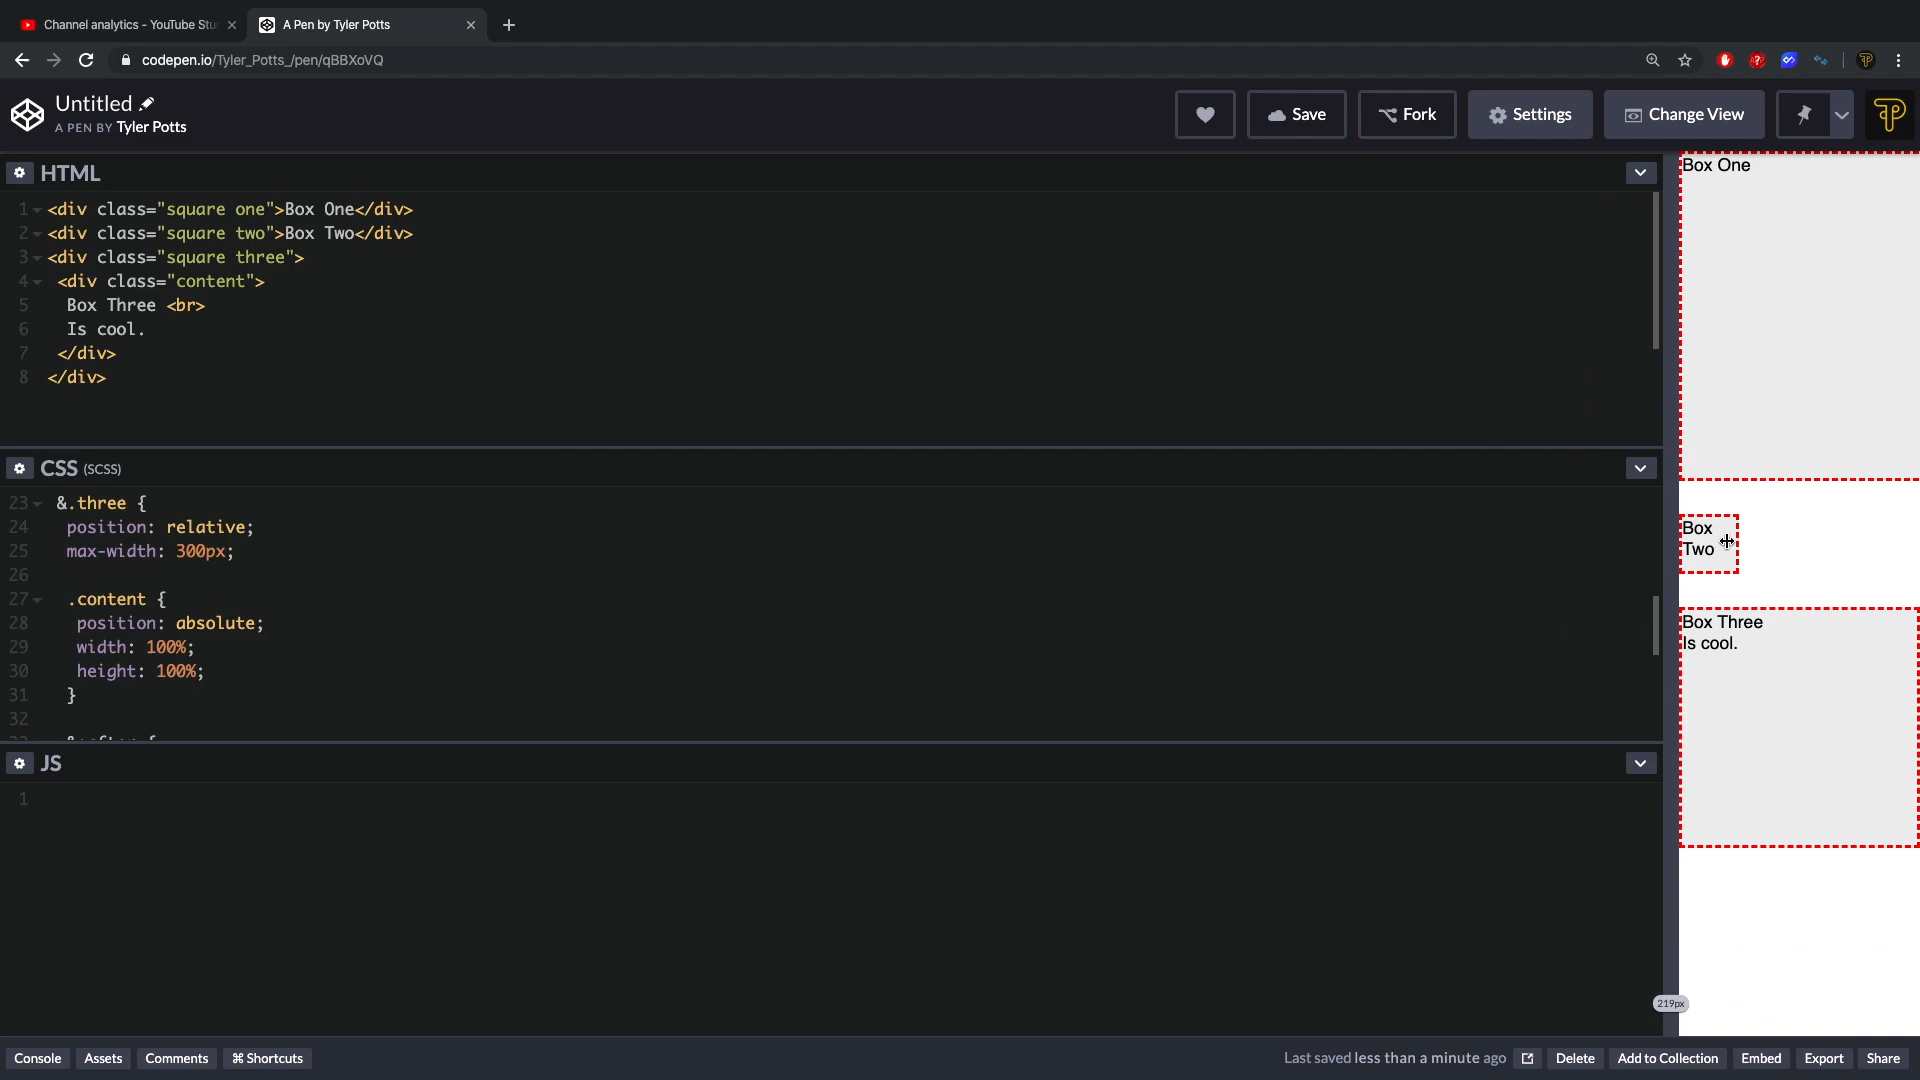 Channel analytics - YouTube Stu
A Pen by Tyler Potts
codepen.io/Tyler_Potts_/pen/qBBXoVQ
Untitled
A PEN BY Tyler Potts
Save
Fork
Settings
Change View
HTML
1 <div class="square one">Box One</div>
2 <div class="square two">Box Two</div>
3 <div class="square three">
4 <div class="content">
5 Box Three <br>
6 Is cool.
7 </div>
8 </div>
CSS (SCSS)
23 &.three {
24 position: relative;
25 max-width: 300px;
26
27 .content {
28 position: absolute;
29 width: 100%;
30 height: 100%;
31 }
32
JS
1
Box One
Box
Two
Box Three
Is cool.
219px
Console
Assets
Comments
⌘ Shortcuts
Last saved less than a minute ago
Delete
Add to Collection
Embed
Export
Share